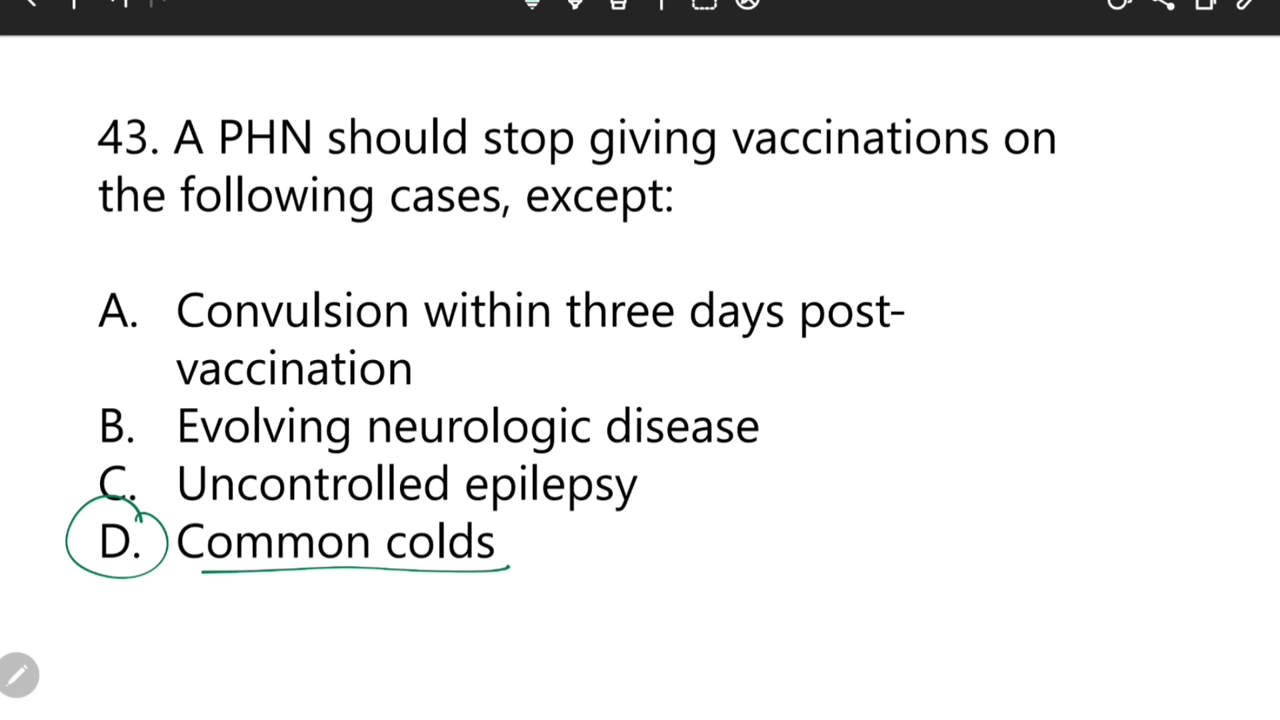 43. A PHN should stop giving vaccinations on
the following cases, except:
A. Convulsion within three days post-
vaccination
B. Evolving neurologic disease
C. Uncontrolled epilepsy
D. Common colds